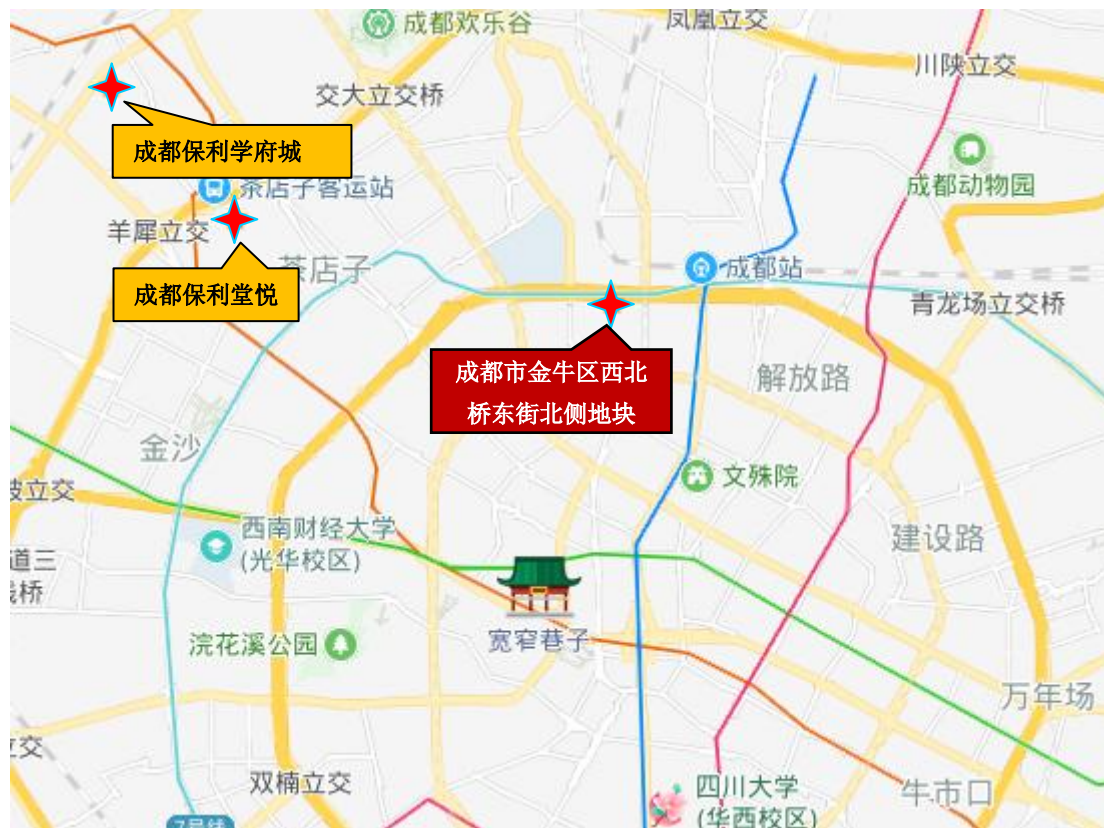 成都欢乐谷
凤凰立交
川陕立交
交大立交桥
成都保利学府城
茶店子客运站
成都动物园
羊犀立交
茶店子
成都站
成都保利堂悦
青龙场立交桥
成都市金牛区西北
桥东街北侧地块
解放路
金沙
文殊院
立交
西南财经大学
(光华校区)
建设路
道三
桥
浣花溪公园
宽窄巷子
万年场
立交
双楠立交
四川大学
(华西校区)
牛市口
7号线